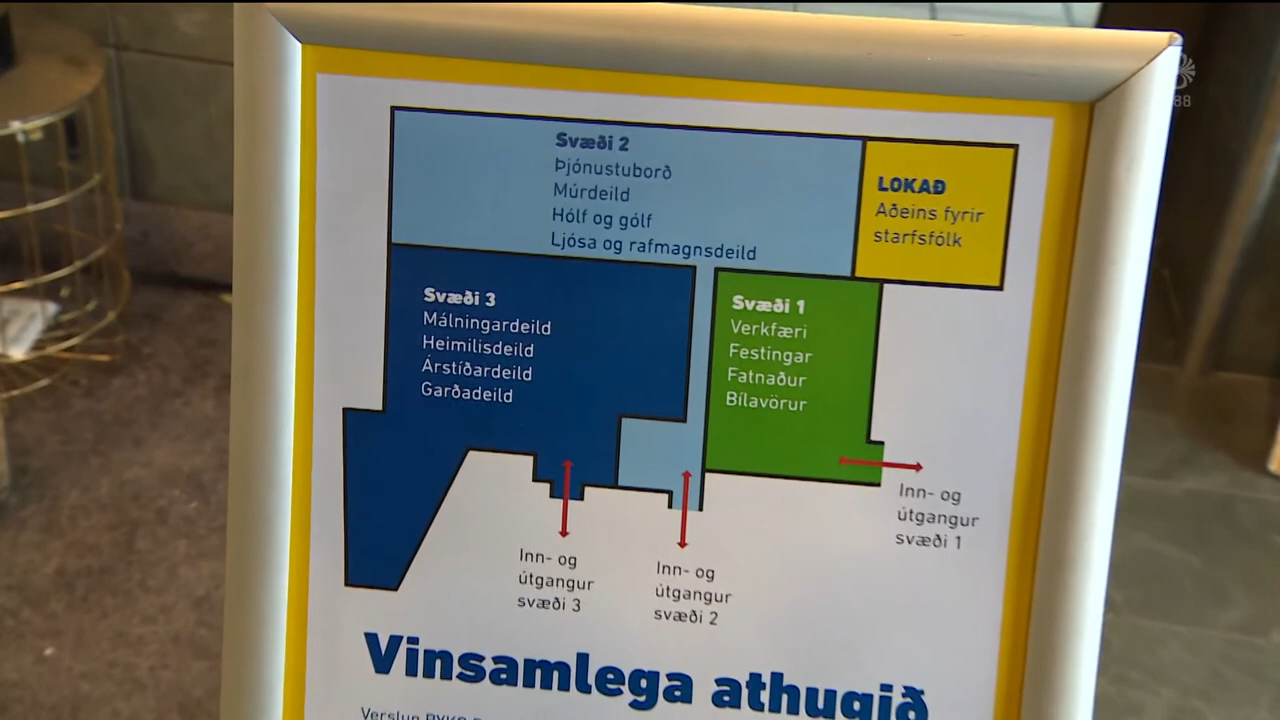 Svæði 2
Þjónustuborð
Múrdeild
Hólf og gólf
Ljósa og rafmagnsdeild
LOKAÐ
Aðeins fyrir
starfsfólk
Svæði 3
Málningardeild
Heimilisdeild
Árstíðardeild
Garðadeild
Svæði 1
Verkfæri
Festingar
Fatnaður
Bílavörur
Inn- og
útgangur
svæði 1
Inn- og
útgangur
svæði 3
Inn- og
útgangur
svæði 2
Vinsamlega athugið
Verslun BYKO
88